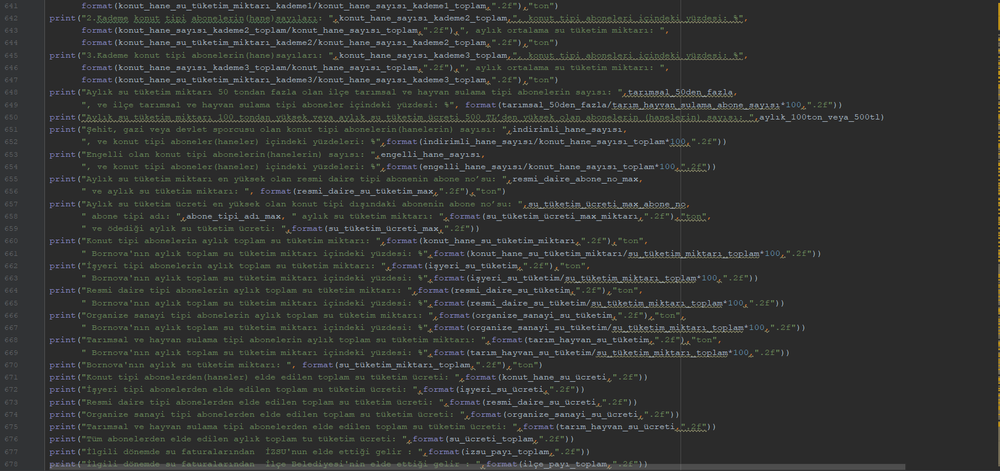 641 format(konut_hane_su_tüketim_miktarı_kademe1/konut_hane_sayısı_kademe1_toplam,".2f"),"ton")
642 print("2.Kademe konut tipi abonelerin(hane)sayıları: ",konut_hane_sayısı_kademe2_toplam,", konut tipi aboneleri içindeki yüzdesi: %",
643 format(konut_hane_sayısı_kademe2_toplam/konut_hane_sayısı_toplam,".2f"),", aylık ortalama su tüketim miktarı: ",
644 format(konut_hane_su_tüketim_miktarı_kademe2/konut_hane_sayısı_kademe2_toplam,".2f"),"ton")
645 print("3.Kademe konut tipi abonelerin(hane)sayıları: ",konut_hane_sayısı_kademe3_toplam,", konut tipi aboneleri içindeki yüzdesi: %",
646 format(konut_hane_sayısı_kademe3_toplam/konut_hane_sayısı_toplam,".2f"),", aylık ortalama su tüketim miktarı: ",
647 format(konut_hane_su_tüketim_miktarı_kademe3/konut_hane_sayısı_kademe3_toplam,".2f"),"ton")
648 print("Aylık su tüketim miktarı 50 tondan fazla olan ilçe tarımsal ve hayvan sulama tipi abonelerin sayısı: ",tarımsal_50den_fazla,
649 ", ve ilçe tarımsal ve hayvan sulama tipi aboneler içindeki yüzdesi: %", format(tarımsal_50den_fazla/tarım_hayvan_sulama_abone_sayısı*100,".2f"))
650 print("Aylık su tüketim miktarı 100 tondan yüksek veya aylık su tüketim ücreti 500 TL’den yüksek olan abonelerin (hanelerin) sayısı: ",aylık_100ton_veya_500tl)
651 print("Şehit, gazi veya devlet sporcusu olan konut tipi abonelerin(hanelerin) sayısı: ",indirimli_hane_sayısı,
652 ", ve konut tipi aboneler(haneler) içindeki yüzdeleri: %",format(indirimli_hane_sayısı/konut_hane_sayısı_toplam*100,".2f"))
653 print("Engelli olan konut tipi abonelerin(hanelerin) sayısı: ",engelli_hane_sayısı,
654 ", ve konut tipi aboneler(haneler) içindeki yüzdeleri: %",format(engelli_hane_sayısı/konut_hane_sayısı_toplam*100,".2f"))
655 print("Aylık su tüketim miktarı en yüksek olan resmi daire tipi abonenin abone no’su: ",resmi_daire_abone_no_max,
656 " ve aylık su tüketim miktarı: ", format(resmi_daire_su_tüketim_max,".2f"),"ton")
657 print("Aylık su tüketim ücreti en yüksek olan konut tipi dışındaki abonenin abone no’su: ",su_tüketim_ücreti_max_abone_no,
658 " abone tipi adı: ",abone_tipi_adı_max, " aylık su tüketim miktarı: ",format(su_tüketim_ücreti_max_miktarı,".2f"),"ton",
659 " ve ödediği aylık su tüketim ücreti: ",format(su_tüketim_ücreti_max,".2f"))
660 print("Konut tipi abonelerin aylık toplam su tüketim miktarı: ",format(konut_hane_su_tüketim_miktarı,".2f"),"ton",
661 " Bornova'nın aylık toplam su tüketim miktarı içindeki yüzdesi: %",format(konut_hane_su_tüketim_miktarı/su_tüketim_miktarı_toplam*100,".2f"))
662 print("İşyeri tipi abonelerin aylık toplam su tüketim miktarı: ",format(işyeri_su_tüketim,".2f"),"ton",
663 " Bornova'nın aylık toplam su tüketim miktarı içindeki yüzdesi: %",format(işyeri_su_tüketim/su_tüketim_miktarı_toplam*100,".2f"))
664 print("Resmi daire tipi abonelerin aylık toplam su tüketim miktarı: ",format(resmi_daire_su_tüketim,".2f"),"ton",
665 " Bornova'nın aylık toplam su tüketim miktarı içindeki yüzdesi: %",format(resmi_daire_su_tüketim/su_tüketim_miktarı_toplam*100,".2f"))
666 print("Organize sanayi tipi abonelerin aylık toplam su tüketim miktarı: ",format(organize_sanayi_su_tüketim,".2f"),"ton",
667 " Bornova'nın aylık toplam su tüketim miktarı içindeki yüzdesi: %",format(organize_sanayi_su_tüketim/su_tüketim_miktarı_toplam*100,".2f"))
668 print("Tarımsal ve hayvan sulama tipi abonelerin aylık toplam su tüketim miktarı: ",format(tarım_hayvan_su_tüketim,".2f"),"ton",
669 " Bornova'nın aylık toplam su tüketim miktarı içindeki yüzdesi: %",format(tarım_hayvan_su_tüketim/su_tüketim_miktarı_toplam*100,".2f"))
670 print("Bornova'nın aylık su tüketim miktarı: ", format(su_tüketim_miktarı_toplam,".2f"),"ton")
671 print("Konut tipi abonelerden(haneler) elde edilen toplam su tüketim ücreti: ",format(konut_hane_su_ücreti,".2f"))
672 print("İşyeri tipi abonelerden elde edilen toplam su tüketim ücreti: ",format(işyeri_su_ücreti,".2f"))
673 print("Resmi daire tipi abonelerden elde edilen toplam su tüketim ücreti: ",format(resmi_daire_su_ücreti,".2f"))
674 print("Organize sanayi tipi abonelerden elde edilen toplam su tüketim ücreti: ",format(organize_sanayi_su_ücreti,".2f"))
675 print("Tarımsal ve hayvan sulama tipi abonelerden elde edilen toplam su tüketim ücreti: ",format(tarım_hayvan_su_ücreti,".2f"))
676 print("Tüm abonelerden elde edilen aylık toplam tu tüketim ücreti: ",format(su_ücreti_toplam,".2f"))
677 print("İlgili dönemde su faturalarından  İZSU'nun elde ettiği gelir : ",format(izsu_payı_toplam,".2f"))
678 print("İlgili dönemde su faturalarından  İlçe Belediyesi'nin elde ettiği gelir : ",format(ilçe_payı_toplam,".2f"))